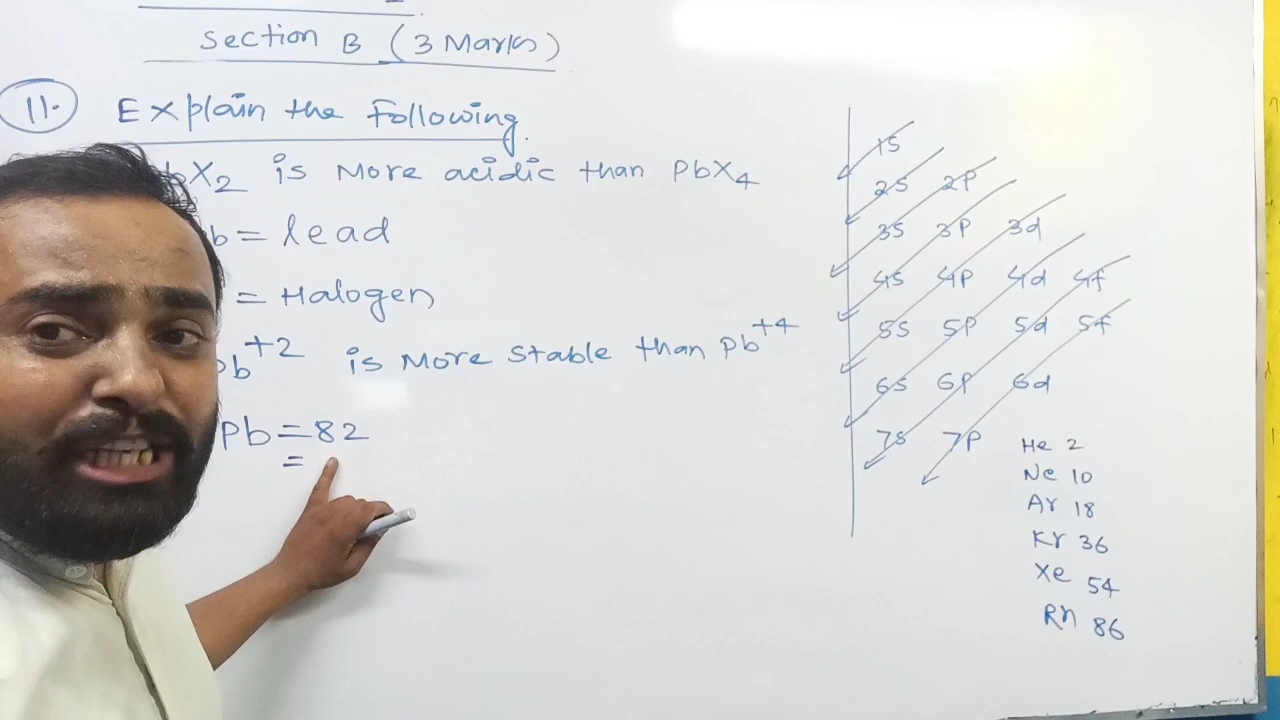 Section B (3 Marks)
11. Explain the Following.
bX2 is More acidic than PbX4
b = lead
= Halogen
Pb+2 is More Stable than Pb+4
Pb = 82
=
1S
2S 2P
3S 3P 3d
4S 4P 4d 4f
5S 5P 5d 5f
6S 6P 6d
7S 7P
He 2
Ne 10
Ar 18
Kr 36
Xe 54
Rn 86